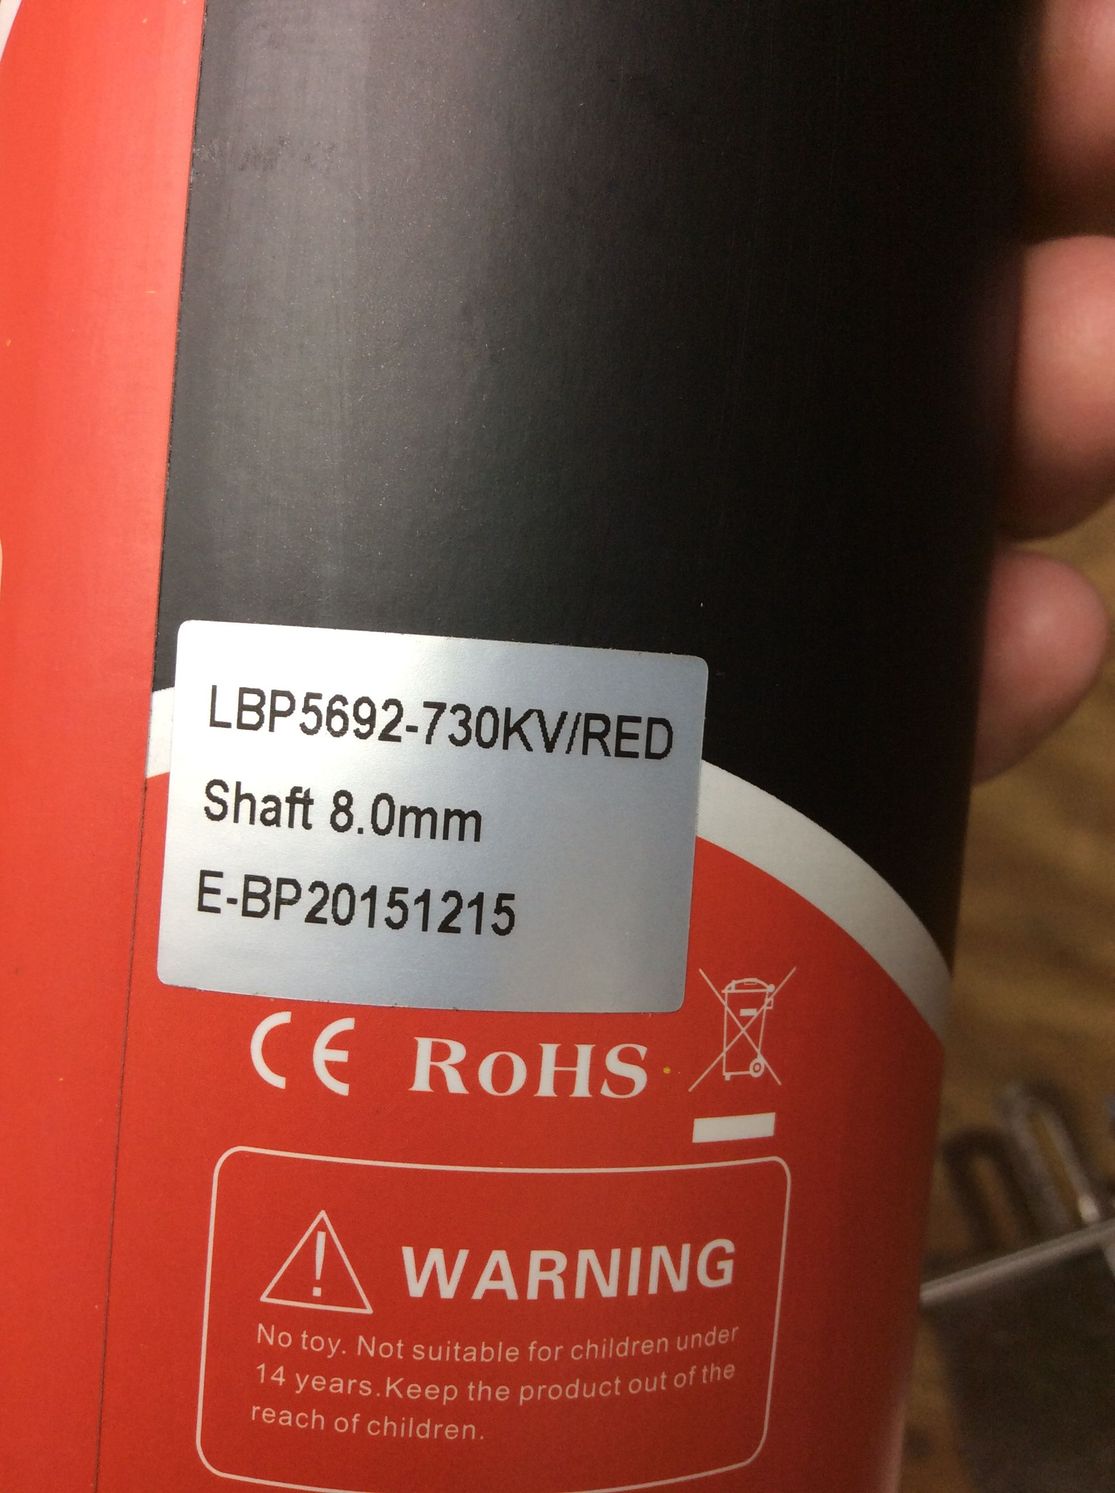 LBP5692-730KV/RED
Shaft 8.0mm
E-BP20151215
CE RoHS
WARNING
No toy. Not suitable for children under
14 years.Keep the product out of the
reach of children.